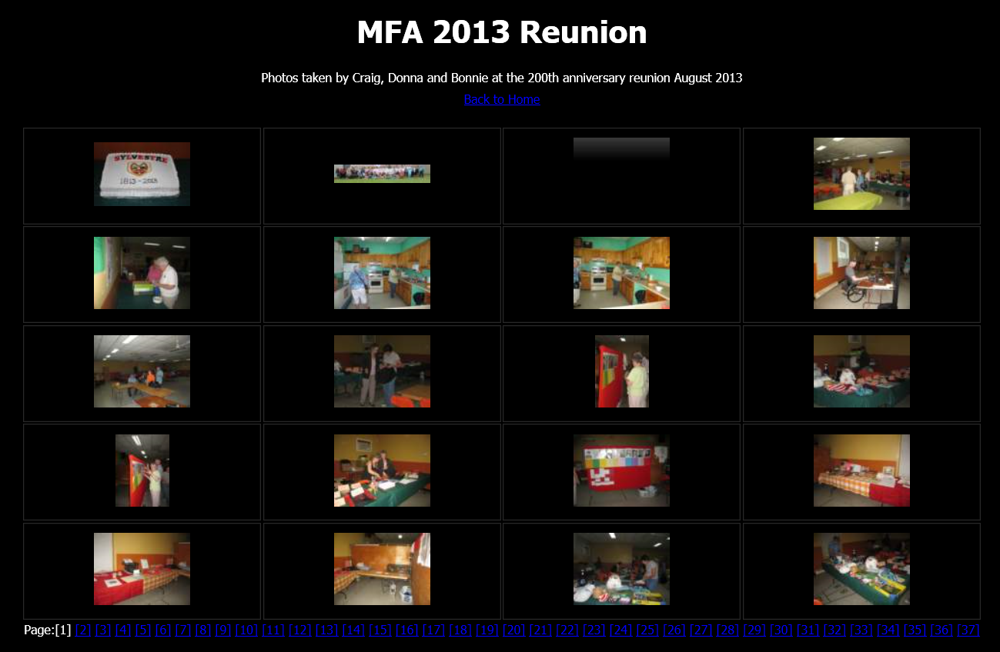 MFA 2013 Reunion
Photos taken by Craig, Donna and Bonnie at the 200th anniversary reunion August 2013
Back to Home
SYLVESTRE
1813 - 2013
Page:[1] [2] [3] [4] [5] [6] [7] [8] [9] [10] [11] [12] [13] [14] [15] [16] [17] [18] [19] [20] [21] [22] [23] [24] [25] [26] [27] [28] [29] [30] [31] [32] [33] [34] [35] [36] [37]